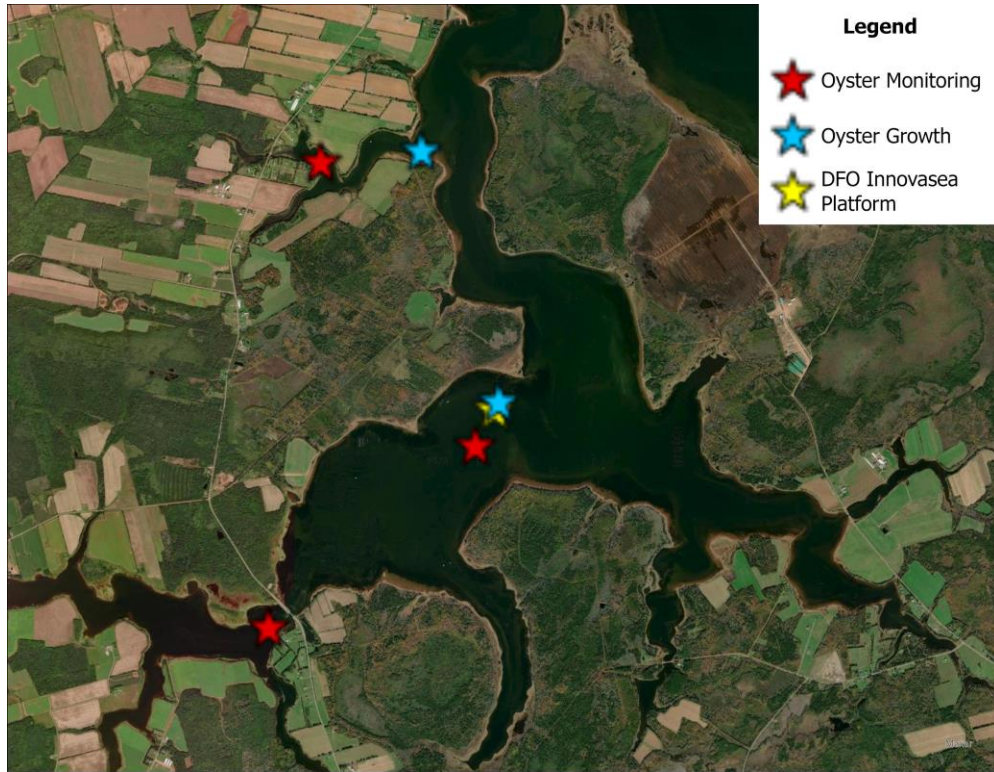 Legend
Oyster Monitoring
Oyster Growth
DFO Innovasea
Platform